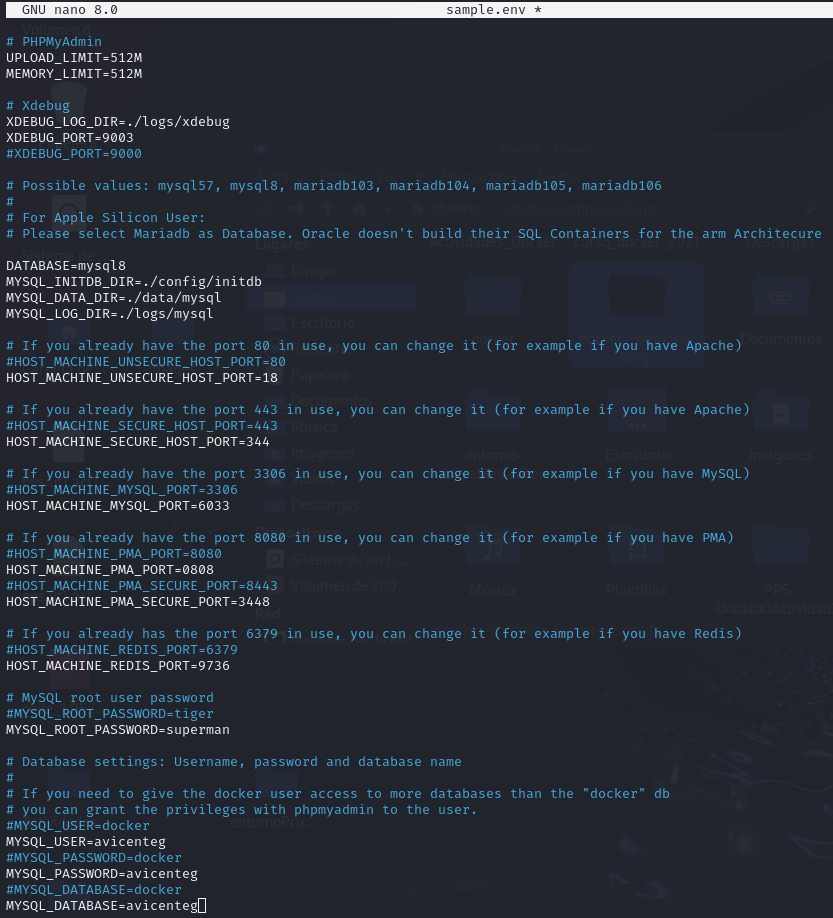 GNU nano 8.0 sample.env *
# PHPMyAdmin
UPLOAD_LIMIT=512M
MEMORY_LIMIT=512M
# Xdebug
XDEBUG_LOG_DIR=./logs/xdebug
XDEBUG_PORT=9003
#XDEBUG_PORT=9000
# Possible values: mysql57, mysql8, mariadb103, mariadb104, mariadb105, mariadb106
#
# For Apple Silicon User:
# Please select Mariadb as Database. Oracle doesn't build their SQL Containers for the arm Architecure
DATABASE=mysql8
MYSQL_INITDB_DIR=./config/initdb
MYSQL_DATA_DIR=./data/mysql
MYSQL_LOG_DIR=./logs/mysql
# If you already have the port 80 in use, you can change it (for example if you have Apache)
#HOST_MACHINE_UNSECURE_HOST_PORT=80
HOST_MACHINE_UNSECURE_HOST_PORT=18
# If you already have the port 443 in use, you can change it (for example if you have Apache)
#HOST_MACHINE_SECURE_HOST_PORT=443
HOST_MACHINE_SECURE_HOST_PORT=344
# If you already have the port 3306 in use, you can change it (for example if you have MySQL)
#HOST_MACHINE_MYSQL_PORT=3306
HOST_MACHINE_MYSQL_PORT=6033
# If you already have the port 8080 in use, you can change it (for example if you have PMA)
#HOST_MACHINE_PMA_PORT=8080
HOST_MACHINE_PMA_PORT=0808
#HOST_MACHINE_PMA_SECURE_PORT=8443
HOST_MACHINE_PMA_SECURE_PORT=3448
# If you already has the port 6379 in use, you can change it (for example if you have Redis)
#HOST_MACHINE_REDIS_PORT=6379
HOST_MACHINE_REDIS_PORT=9736
# MySQL root user password
#MYSQL_ROOT_PASSWORD=tiger
MYSQL_ROOT_PASSWORD=superman
# Database settings: Username, password and database name
#
# If you need to give the docker user access to more databases than the "docker" db
# you can grant the privileges with phpmyadmin to the user.
#MYSQL_USER=docker
MYSQL_USER=avicenteg
#MYSQL_PASSWORD=docker
MYSQL_PASSWORD=avicenteg
#MYSQL_DATABASE=docker
MYSQL_DATABASE=avicenteg